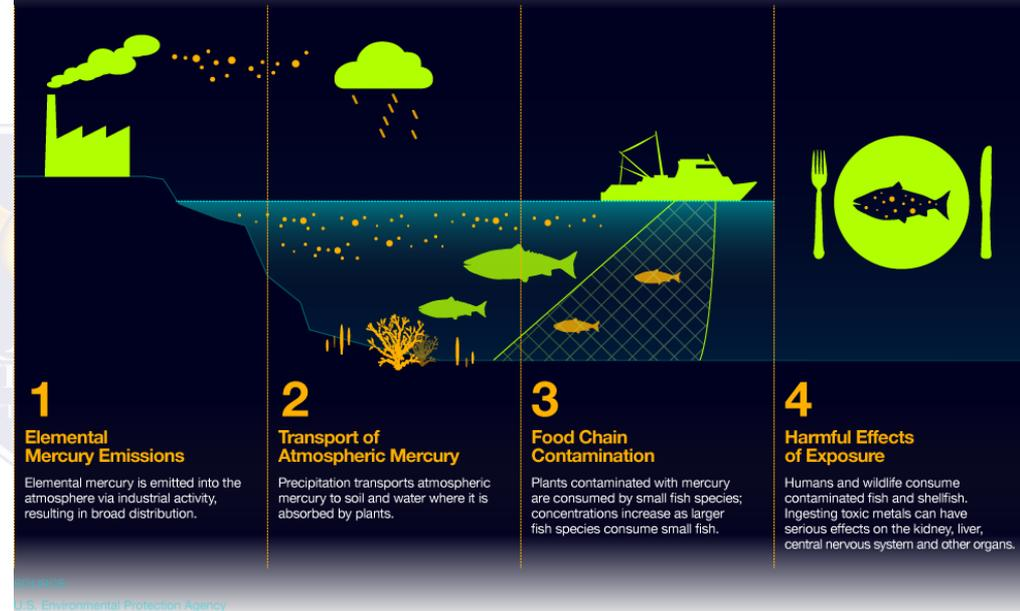 1
Elemental
Mercury Emissions
Elemental mercury is emitted into the
atmosphere via industrial activity,
resulting in broad distribution.
2
Transport of
Atmospheric Mercury
Precipitation transports atmospheric
mercury to soil and water where it is
absorbed by plants.
3
Food Chain
Contamination
Plants contaminated with mercury
are consumed by small fish species;
concentrations increase as larger
fish species consume small fish.
4
Harmful Effects
of Exposure
Humans and wildlife consume
contaminated fish and shellfish.
Ingesting toxic metals can have
serious effects on the kidney, liver,
central nervous system and other organs.
SOURCE:
U.S. Environmental Protection Agency